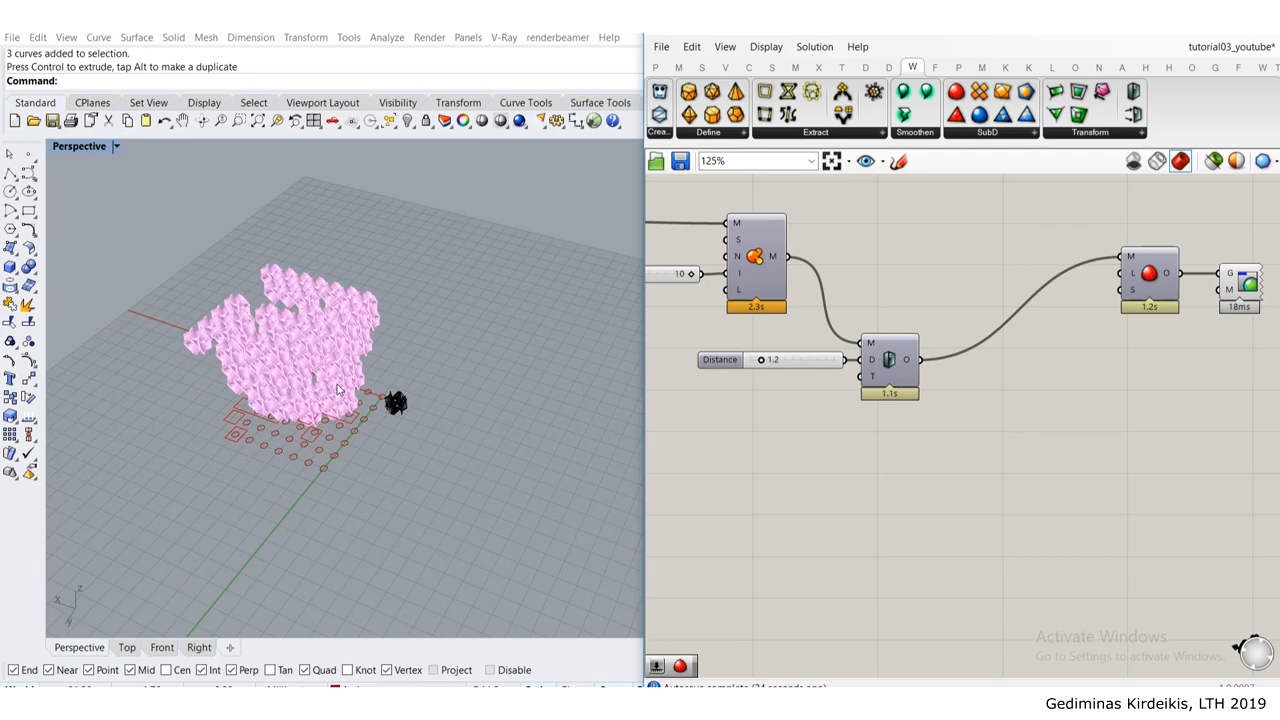 File Edit View Curve Surface Solid Mesh Dimension Transform Tools Analyze Render Panels V-Ray renderbeamer Help
3 curves added to selection.
Press Control to extrude, tap Alt to make a duplicate
Command:
Standard CPlanes Set View Display Select Viewport Layout Visibility Transform Curve Tools Surface Tools
Perspective
z
x
y
Perspective Top Front Right
End Near Point Mid Cen Int Perp Tan Quad Knot Vertex Project Disable
File Edit View Display Solution Help tutorial03_youtube*
P M S V C S M X T D D W F P M L O N A H H O G F W T
Crea... Define Extract Smoothen SubD Transform
125%
M
S
N M
10 I
L
2.3s
M
Distance 1.2 D O
T
1.1s
M
L O
S
1.2s
G
M
18ms
Activate Windows
Go to Settings to activate Windows.
Autosave complete (24 seconds ago)
Gediminas Kirdeikis, LTH 2019